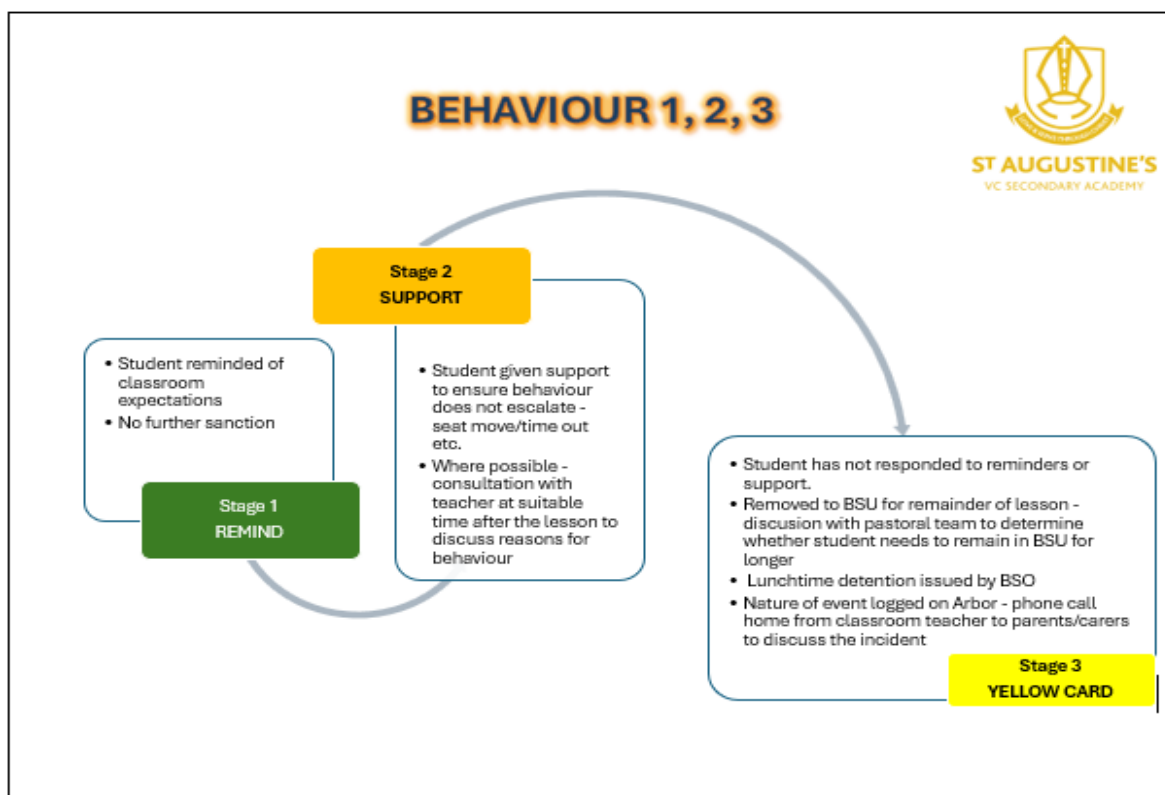 BEHAVIOUR 1, 2, 3
ST AUGUSTINE'S
VC SECONDARY ACADEMY
Stage 1
REMIND
• Student reminded of
classroom
expectations
• No further sanction
Stage 2
SUPPORT
• Student given support
to ensure behaviour
does not escalate -
seat move/time out
etc.
• Where possible -
consultation with
teacher at suitable
time after the lesson to
discuss reasons for
behaviour
• Student has not responded to reminders or
support.
• Removed to BSU for remainder of lesson -
discusion with pastoral team to determine
whether student needs to remain in BSU for
longer
• Lunchtime detention issued by BSO
• Nature of event logged on Arbor - phone call
home from classroom teacher to parents/carers
to discuss the incident
Stage 3
YELLOW CARD